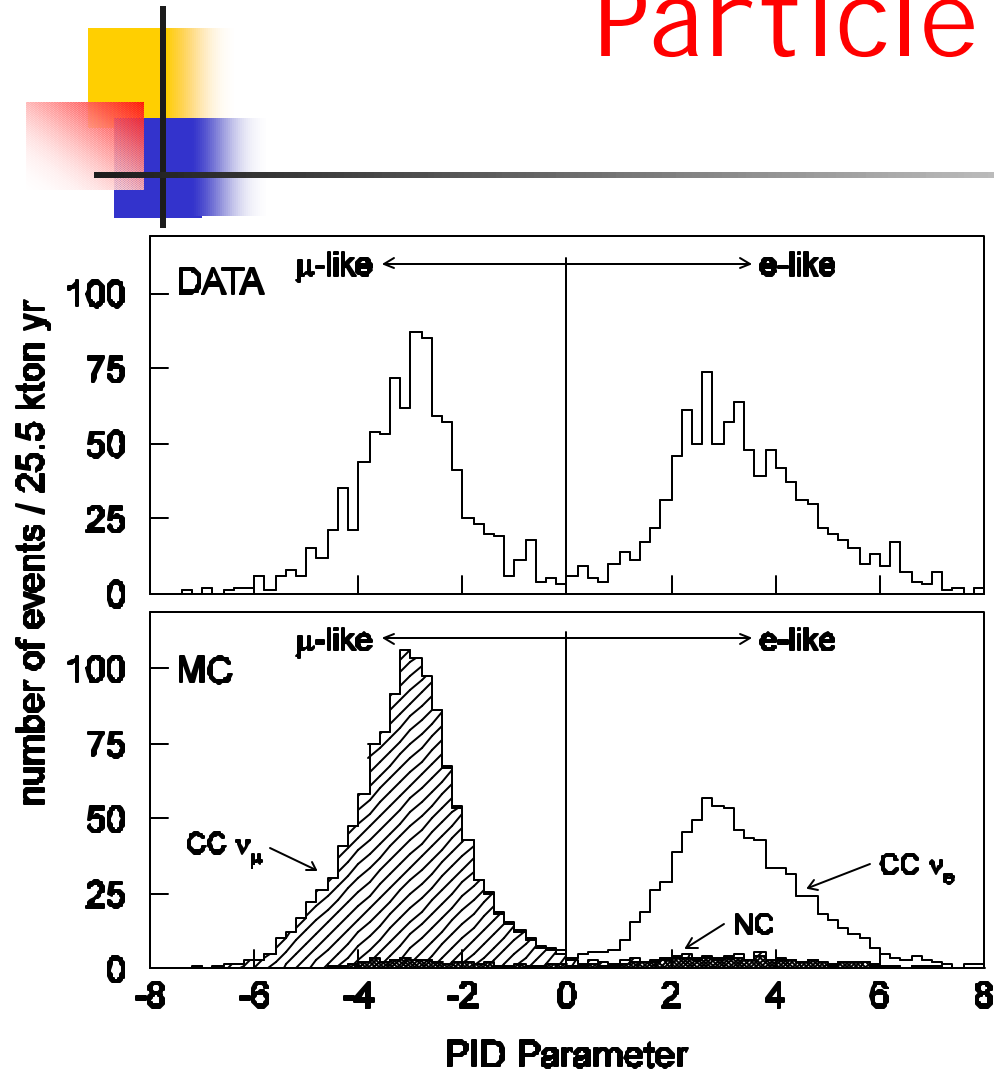 Particle
number of events / 25.5 kton yr
DATA
μ-like
e-like
100
75
50
25
0
MC
μ-like
e-like
100
75
50
25
0
CC νμ
CC νe
NC
-8 -6 -4 -2 0 2 4 6 8
PID Parameter